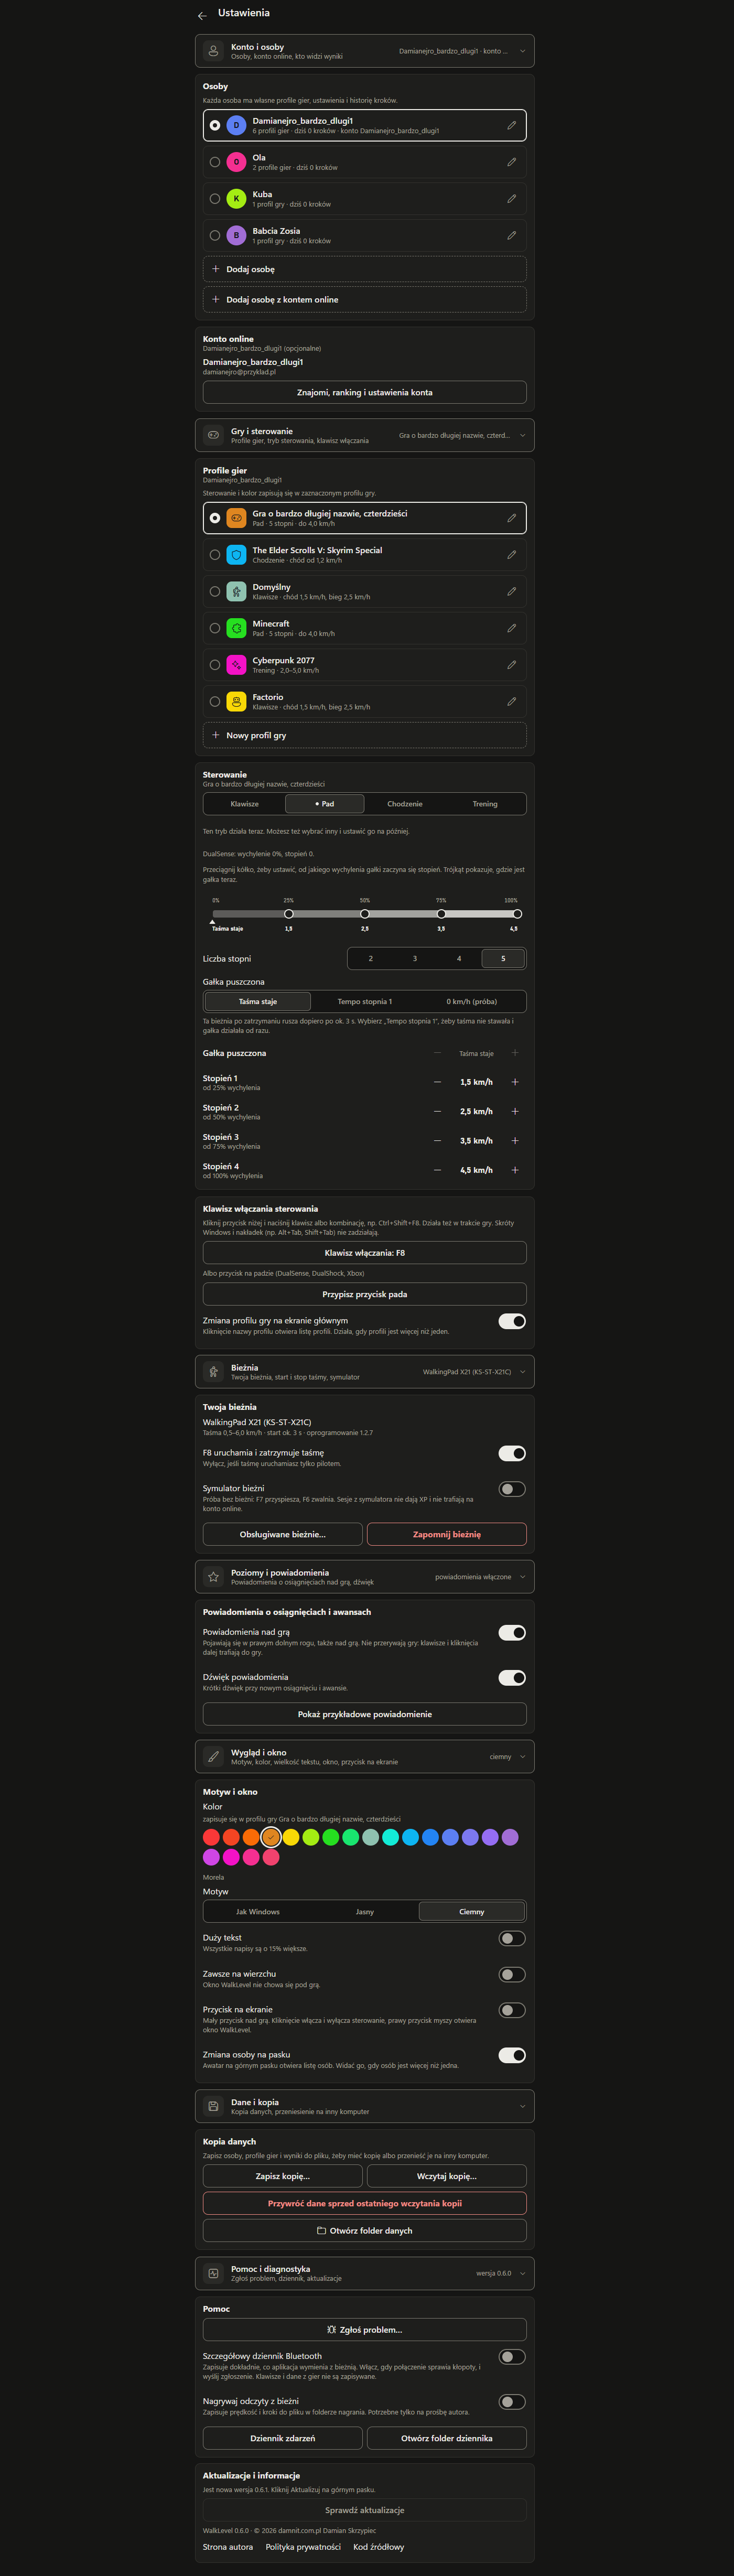 Ustawienia
Konto i osoby
Osoby, konto online, kto widzi wyniki
Damianejro_bardzo_dlugi1 · konto ...
Osoby
Każda osoba ma własne profile gier, ustawienia i historię kroków.
D
Damianejro_bardzo_dlugi1
6 profili gier · dziś 0 kroków · konto Damianejro_bardzo_dlugi1
O
Ola
2 profile gier · dziś 0 kroków
K
Kuba
1 profil gry · dziś 0 kroków
B
Babcia Zosia
1 profil gry · dziś 0 kroków
Dodaj osobę
Dodaj osobę z kontem online
Konto online
Damianejro_bardzo_dlugi1 (opcjonalne)
Damianejro_bardzo_dlugi1
damianejro@przyklad.pl
Znajomi, ranking i ustawienia konta
Gry i sterowanie
Profile gier, tryb sterowania, klawisz włączania
Gra o bardzo długiej nazwie, czterd...
Profile gier
Damianejro_bardzo_dlugi1
Sterowanie i kolor zapisują się w zaznaczonym profilu gry.
Gra o bardzo długiej nazwie, czterdzieści
Pad · 5 stopni · do 4,0 km/h
The Elder Scrolls V: Skyrim Special
Chodzenie · chód od 1,2 km/h
Domyślny
Klawisze · chód 1,5 km/h, bieg 2,5 km/h
Minecraft
Pad · 5 stopni · do 4,0 km/h
Cyberpunk 2077
Trening · 2,0–5,0 km/h
Factorio
Klawisze · chód 1,5 km/h, bieg 2,5 km/h
Nowy profil gry
Sterowanie
Gra o bardzo długiej nazwie, czterdzieści
Klawisze
• Pad
Chodzenie
Trening
Ten tryb działa teraz. Możesz też wybrać inny i ustawić go na później.
DualSense: wychylenie 0%, stopień 0.
Przeciągnij kółko, żeby ustawić, od jakiego wychylenia gałki zaczyna się stopień. Trójkąt pokazuje, gdzie jest
gałka teraz.
0% 25% 50% 75% 100%
Taśma staje 1,5 2,5 3,5 4,5
Liczba stopni
2 3 4 5
Gałka puszczona
Taśma staje
Tempo stopnia 1
0 km/h (próba)
Ta bieżnia po zatrzymaniu rusza dopiero po ok. 3 s. Wybierz „Tempo stopnia 1”, żeby taśma nie stawała i
gałka działała od razu.
Gałka puszczona
— Taśma staje +
Stopień 1
od 25% wychylenia
— 1,5 km/h +
Stopień 2
od 50% wychylenia
— 2,5 km/h +
Stopień 3
od 75% wychylenia
— 3,5 km/h +
Stopień 4
od 100% wychylenia
— 4,5 km/h +
Klawisz włączania sterowania
Kliknij przycisk niżej i naciśnij klawisz albo kombinację, np. Ctrl+Shift+F8. Działa też w trakcie gry. Skróty
Windows i nakładek (np. Alt+Tab, Shift+Tab) nie zadziałają.
Klawisz włączania: F8
Albo przycisk na padzie (DualSense, DualShock, Xbox)
Przypisz przycisk pada
Zmiana profilu gry na ekranie głównym
Kliknięcie nazwy profilu otwiera listę profili. Działa, gdy profili jest więcej niż jeden.
Bieżnia
Twoja bieżnia, start i stop taśmy, symulator
WalkingPad X21 (KS-ST-X21C)
Twoja bieżnia
WalkingPad X21 (KS-ST-X21C)
Taśma 0,5–6,0 km/h · start ok. 3 s · oprogramowanie 1.2.7
F8 uruchamia i zatrzymuje taśmę
Wyłącz, jeśli taśmę uruchamiasz tylko pilotem.
Symulator bieżni
Próba bez bieżni: F7 przyspiesza, F6 zwalnia. Sesje z symulatora nie dają XP i nie trafiają na
konto online.
Obsługiwane bieżnie...
Zapomnij bieżnię
Poziomy i powiadomienia
Powiadomienia o osiągnięciach nad grą, dźwięk
powiadomienia włączone
Powiadomienia o osiągnięciach i awansach
Powiadomienia nad grą
Pojawiają się w prawym dolnym rogu, także nad grą. Nie przerywają gry: klawisze i kliknięcia
dalej trafiają do gry.
Dźwięk powiadomienia
Krótki dźwięk przy nowym osiągnięciu i awansie.
Pokaż przykładowe powiadomienie
Wygląd i okno
Motyw, kolor, wielkość tekstu, okno, przycisk na ekranie
ciemny
Motyw i okno
Kolor
zapisuje się w profilu gry Gra o bardzo długiej nazwie, czterdzieści
Morela
Motyw
Jak Windows
Jasny
Ciemny
Duży tekst
Wszystkie napisy są o 15% większe.
Zawsze na wierzchu
Okno WalkLevel nie chowa się pod grą.
Przycisk na ekranie
Mały przycisk nad grą. Kliknięcie włącza i wyłącza sterowanie, prawy przycisk myszy otwiera
okno WalkLevel.
Zmiana osoby na pasku
Avatar na górnym pasku otwiera listę osób. Widać go, gdy osób jest więcej niż jedna.
Dane i kopia
Kopia danych, przeniesienie na inny komputer
Kopia danych
Zapisz osoby, profile gier i wyniki do pliku, żeby mieć kopię albo przenieść je na inny komputer.
Zapisz kopię...
Wczytaj kopię...
Przywróć dane sprzed ostatniego wczytania kopii
Otwórz folder danych
Pomoc i diagnostyka
Zgłoś problem, dziennik, aktualizacje
wersja 0.6.0
Pomoc
Zgłoś problem...
Szczegółowy dziennik Bluetooth
Zapisuje dokładnie, co aplikacja wymienia z bieżnią. Włącz, gdy połączenie sprawia kłopoty, i
wyślij zgłoszenie. Klawisze i dane z gier nie są zapisywane.
Nagrywaj odczyty z bieżni
Zapisuje prędkość i kroki do pliku w folderze nagrania. Potrzebne tylko na prośbę autora.
Dziennik zdarzeń
Otwórz folder dziennika
Aktualizacje i informacje
Jest nowa wersja 0.6.1. Kliknij Aktualizuj na górnym pasku.
Sprawdź aktualizacje
WalkLevel 0.6.0 · © 2026 damnit.com.pl Damian Skrzypiec
Strona autora
Polityka prywatności
Kod źródłowy